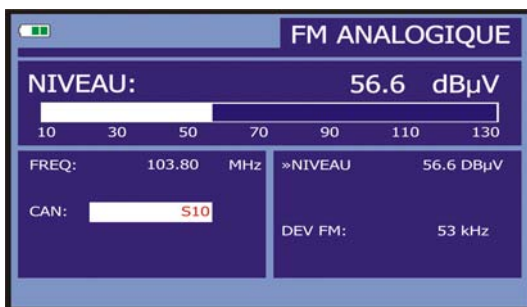 FM ANALOGIQUE
NIVEAU: 56.6 dBµV
10 30 50 70 90 110 130
FREQ: 103.80 MHz
CAN: S10
»NIVEAU 56.6 DBµV
DEV FM: 53 kHz